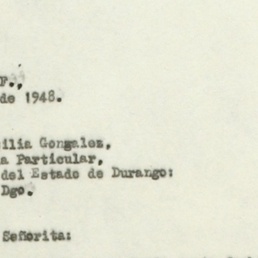 F.,
de 1948.
ilia Gonzalez,
a Particular,
del Estado de Durango:
Dgo.
Señorita: